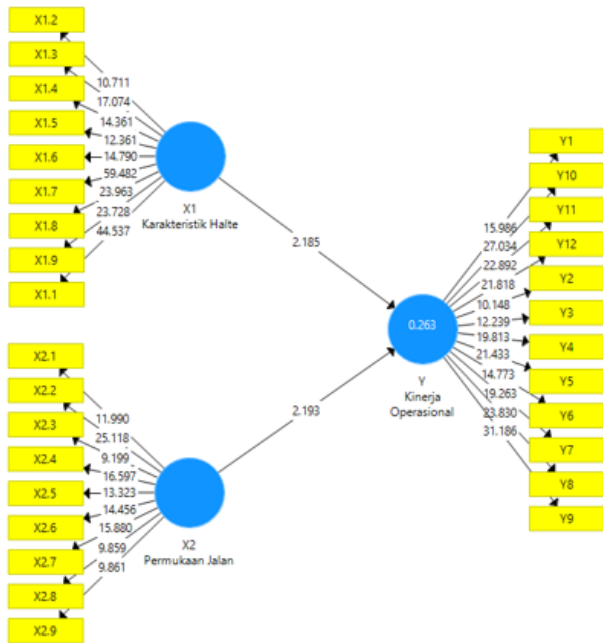 X1.2
X1.3
X1.4
X1.5
X1.6
X1.7
X1.8
X1.9
X1.1
10.711
17.074
14.361
12.361
14.790
59.482
23.963
23.728
44.537
X1
Karakteristik Halte
2.185
X2.1
X2.2
X2.3
X2.4
X2.5
X2.6
X2.7
X2.8
X2.9
11.990
25.118
9.199
16.597
13.323
14.456
15.880
9.859
9.861
X2
Permukaan Jalan
2.193
0.263
Y
Kinerja
Operasional
15.986
27.034
22.892
21.818
10.148
12.239
19.813
21.433
14.773
19.263
23.830
31.186
Y1
Y10
Y11
Y12
Y2
Y3
Y4
Y5
Y6
Y7
Y8
Y9